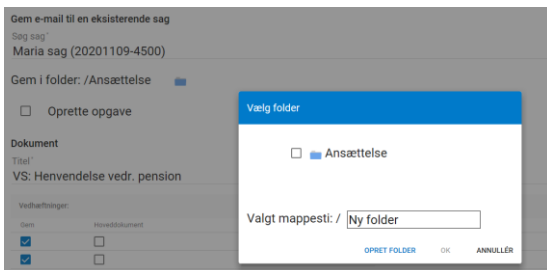 Gem e-mail til en eksisterende sag
Søg sag*
Maria sag (20201109-4500)
Gem i folder: /Ansættelse
Oprette opgave
Dokument
Titel*
VS: Henvendelse vedr. pension
Vedhæftninger:
Gem Hoveddokument
Vælg folder
Ansættelse
Valgt mappesti: / Ny folder
OPRET FOLDER OK ANNULLÉR